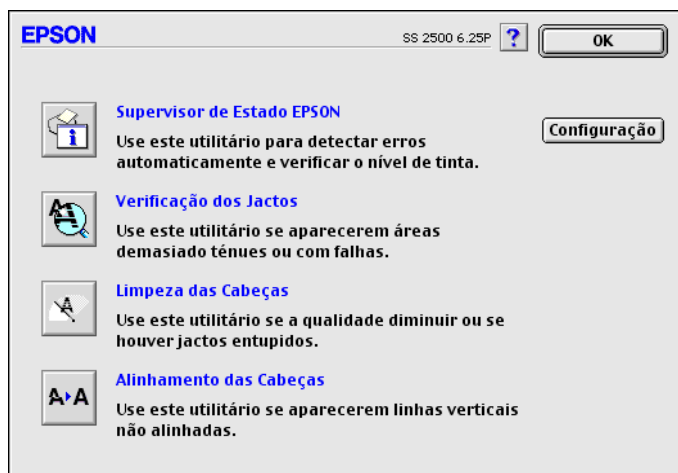 EPSON
SS 2500 6.25P
?
OK
Supervisor de Estado EPSON
Use este utilitário para detectar erros
automaticamente e verificar o nível de tinta.
Configuração
Verificação dos Jactos
Use este utilitário se aparecerem áreas
demasiado ténues ou com falhas.
Limpeza das Cabeças
Use este utilitário se a qualidade diminuir ou se
houver jactos entupidos.
A A
Alinhamento das Cabeças
Use este utilitário se aparecerem linhas verticais
não alinhadas.